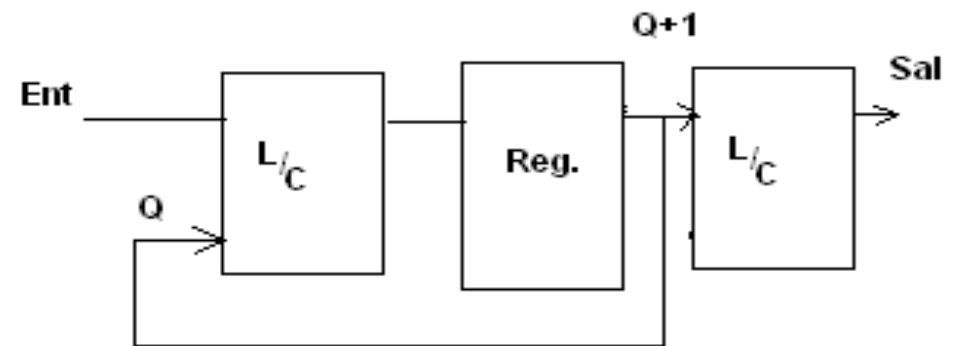 Q+1
Ent
Sal
L/C
Reg.
L/C
Q